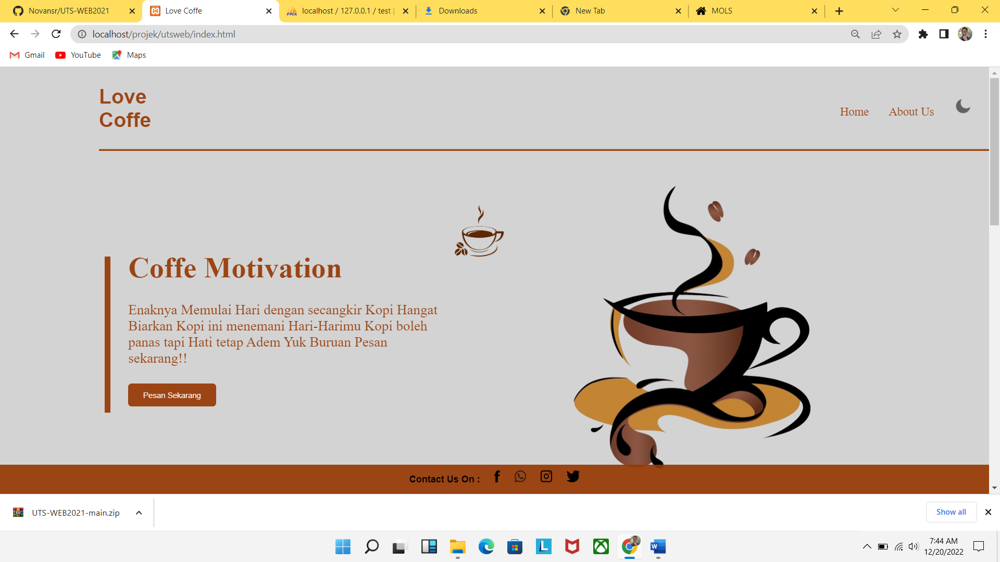 Novansr/UTS-WEB2021
Love Coffe
localhost / 127.0.0.1 / test |
Downloads
New Tab
MOLS
localhost/projek/utsweb/index.html
Gmail
YouTube
Maps
Love
Coffe
Home
About Us
Coffe Motivation
Enaknya Memulai Hari dengan secangkir Kopi Hangat
Biarkan Kopi ini menemani Hari-Harimu Kopi boleh
panas tapi Hati tetap Adem Yuk Buruan Pesan
sekarang!!
Pesan Sekarang
Contact Us On :
UTS-WEB2021-main.zip
Show all
7:44 AM
12/20/2022